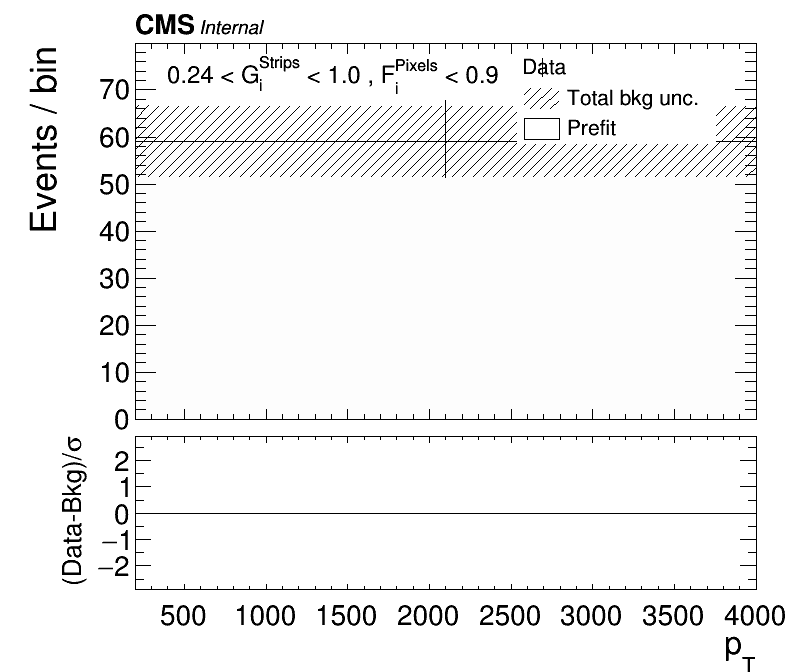 CMS Internal
0.24 < G_i^Strips < 1.0 , F_i^Pixels < 0.9
Data
Total bkg unc.
Prefit
Events / bin
70
60
50
40
30
20
10
0
(Data-Bkg)/σ
2
1
0
−1
−2
500 1000 1500 2000 2500 3000 3500 4000
p_T